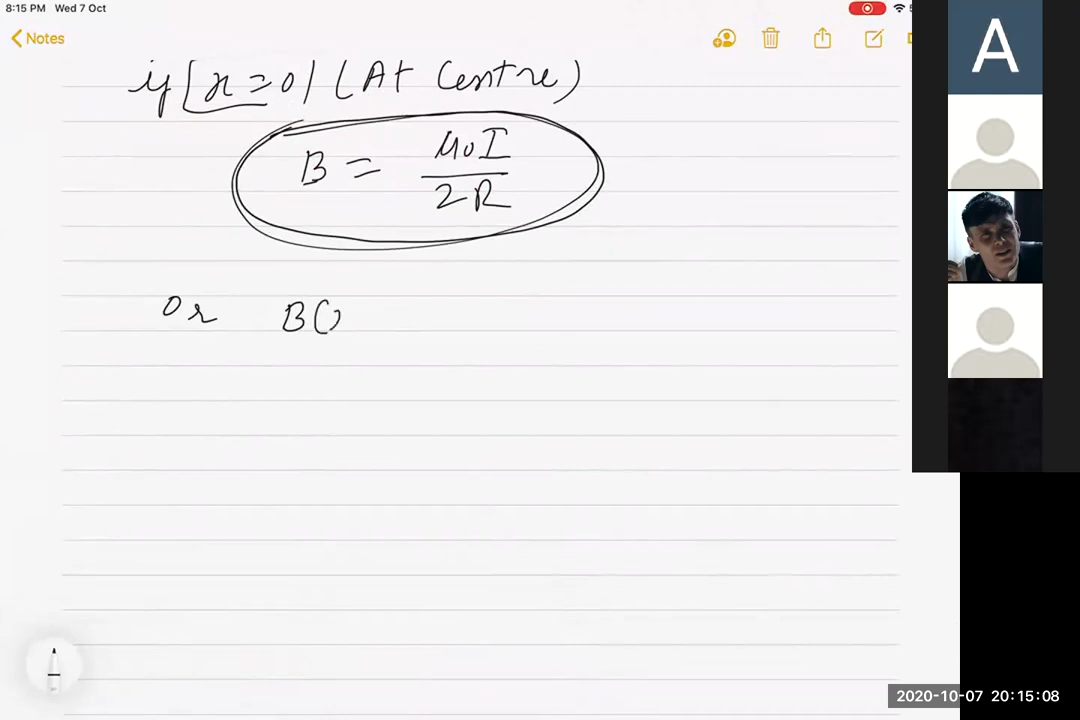 8:15 PM Wed 7 Oct
Notes
if [x=0] (At Centre)
B = μ0I / 2R
Or B()
A
2020-10-07 20:15:08